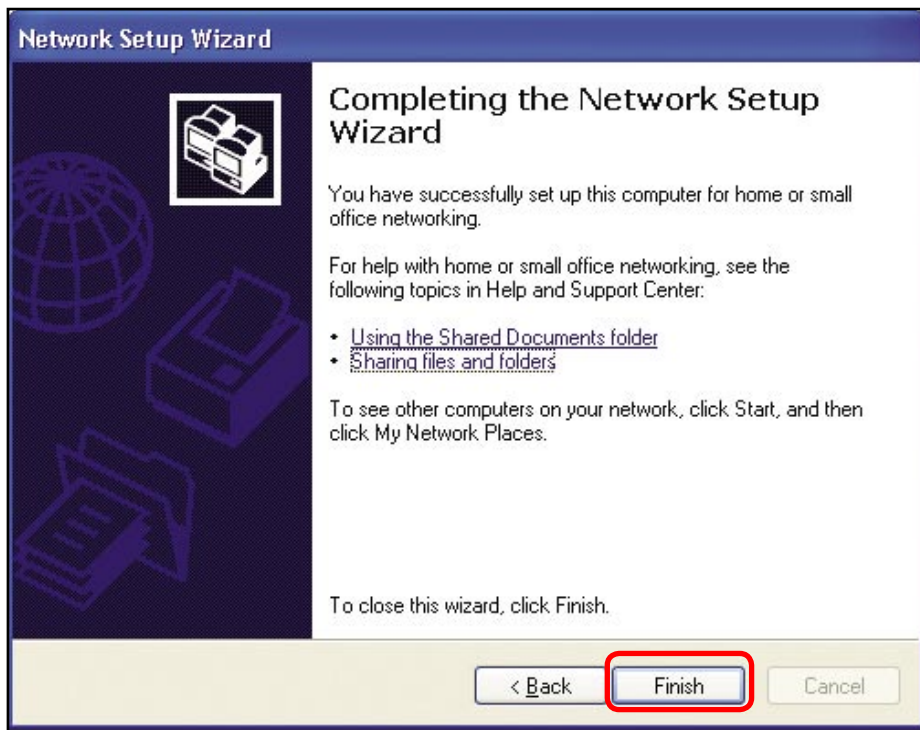 Network Setup Wizard
Completing the Network Setup
Wizard
You have successfully set up this computer for home or small
office networking.
For help with home or small office networking, see the
following topics in Help and Support Center:
• Using the Shared Documents folder
• Sharing files and folders
To see other computers on your network, click Start, and then
click My Network Places.
To close this wizard, click Finish.
< Back Finish Cancel